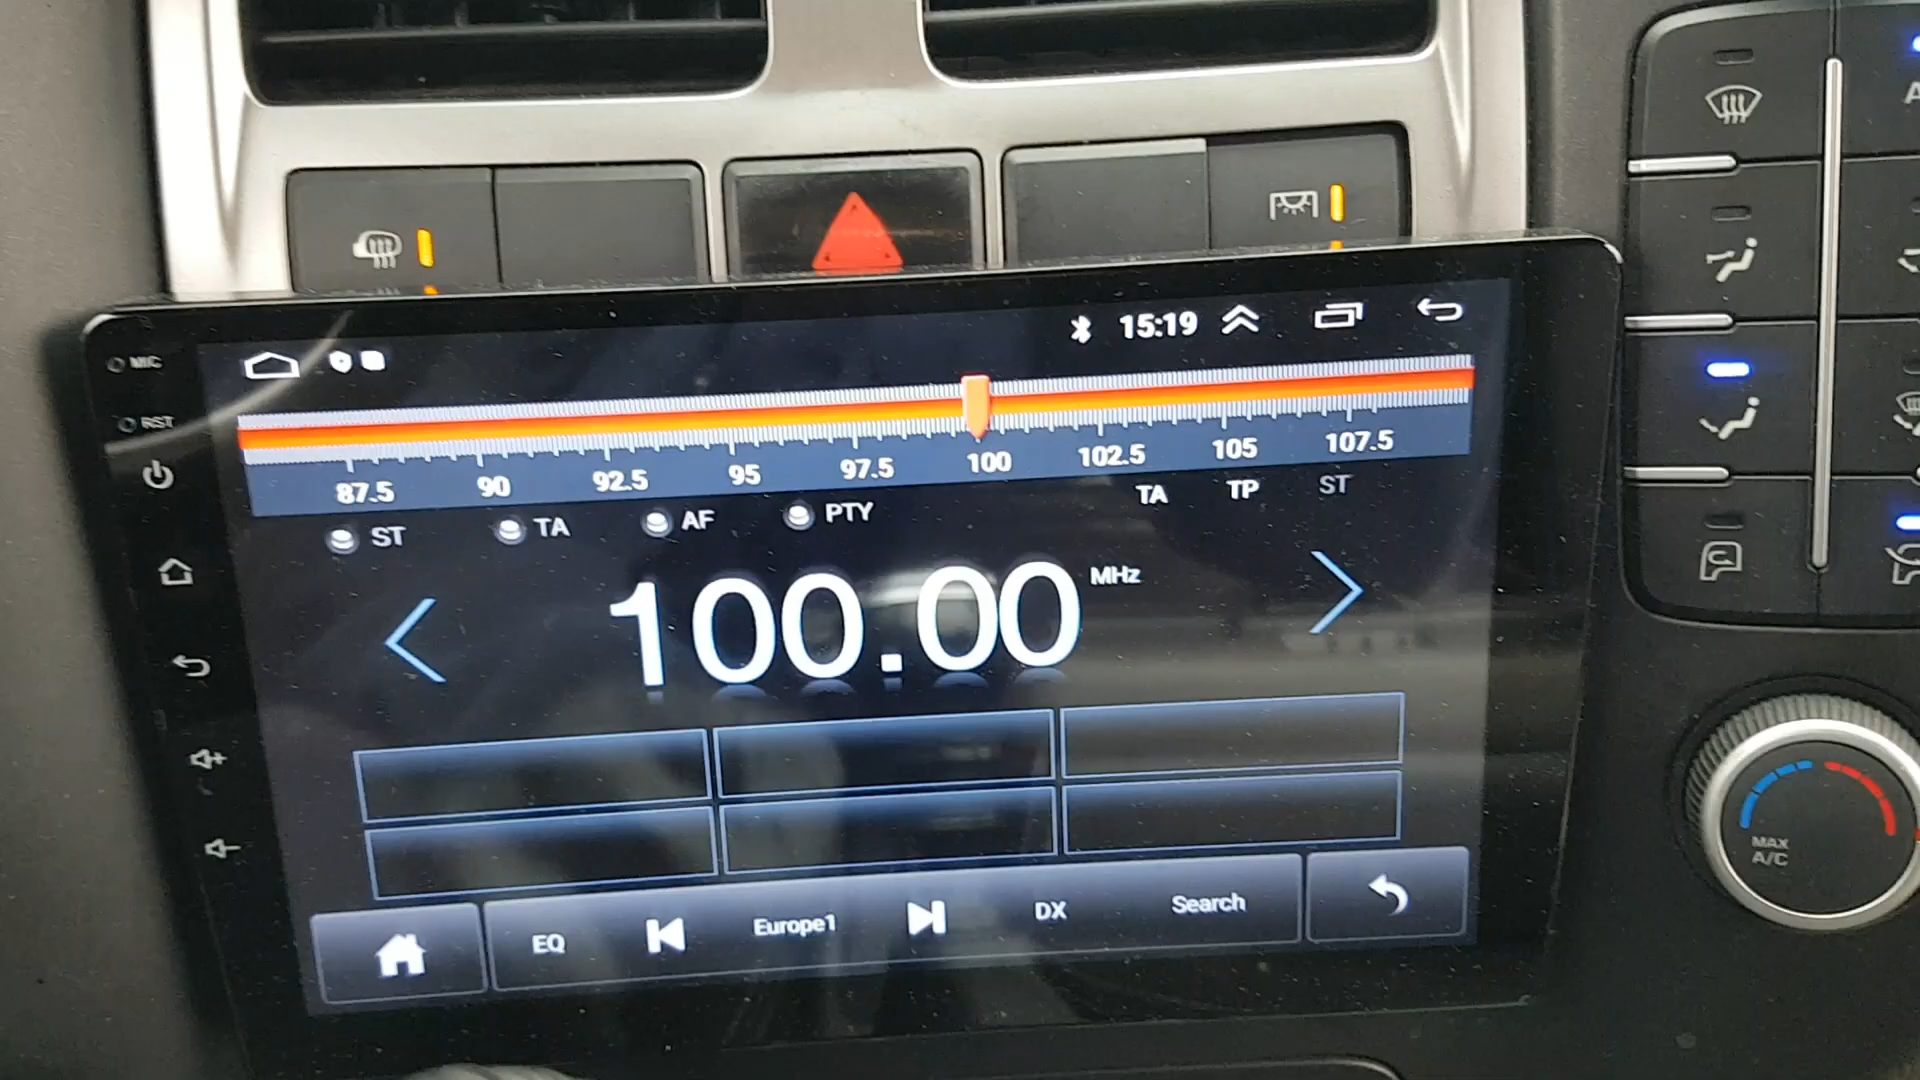 MIC
15:19
RST
87.5 90 92.5 95 97.5 100 102.5 105 107.5
ST TA AF PTY TA TP ST
100.00 MHz
EQ Europe1 DX Search
MAX
A/C